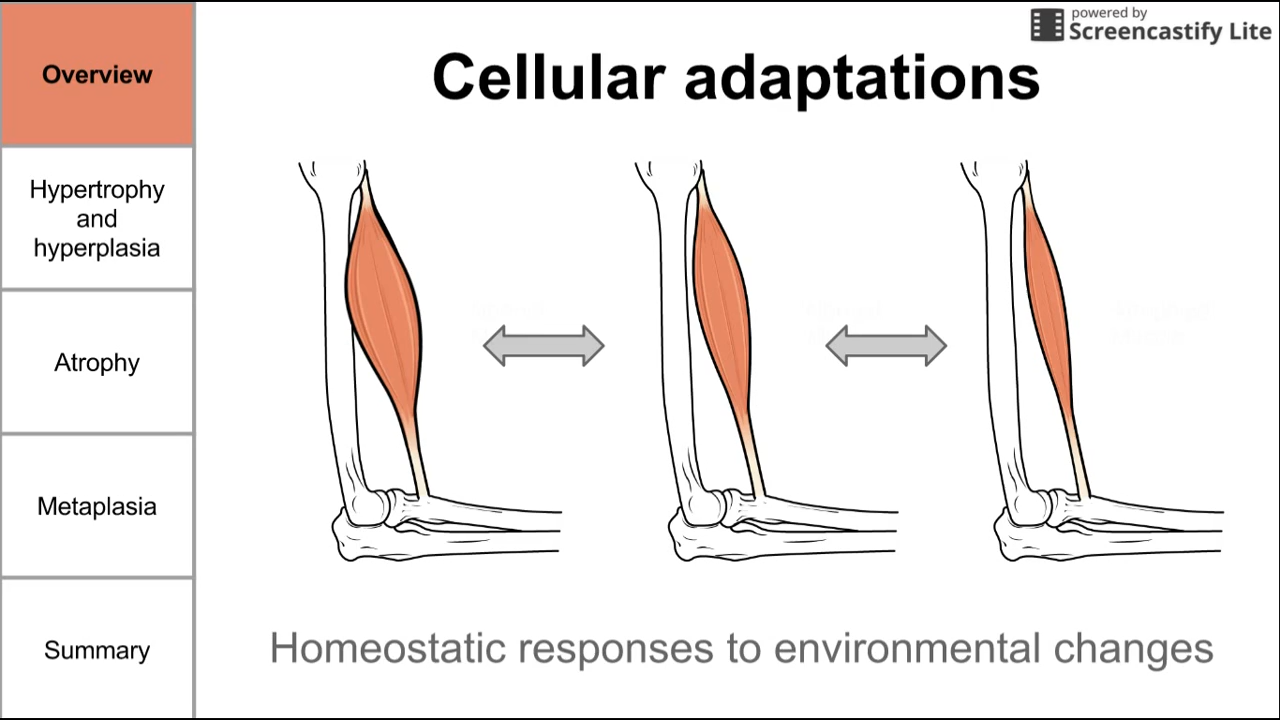 powered by
Screencastify Lite
Overview
Cellular adaptations
Hypertrophy
and
hyperplasia
Atrophy
Metaplasia
Summary
Homeostatic responses to environmental changes